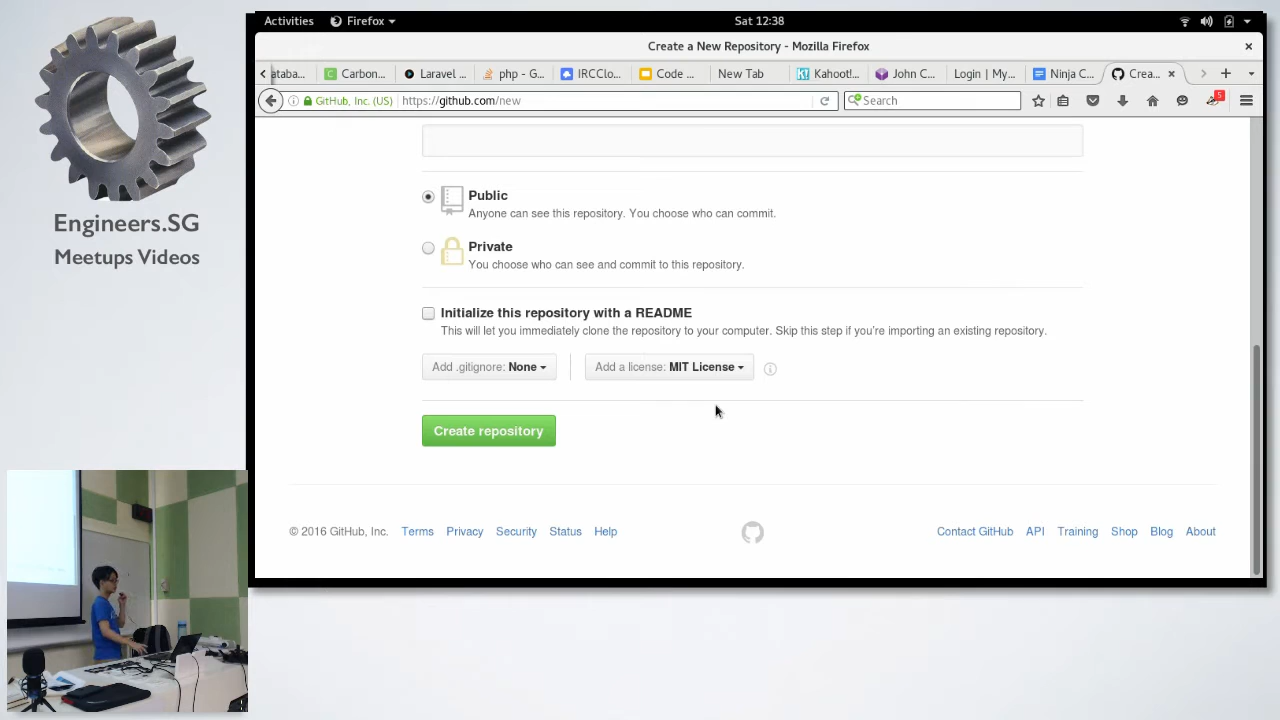 Activities
Firefox
Sat 12:38
Create a New Repository - Mozilla Firefox
ataba...
Carbon...
Laravel ...
php - G...
IRCClo...
Code ...
New Tab
Kahoot!...
John C...
Login | My...
Ninja C...
Crea...
GitHub, Inc. (US)
https://github.com/new
Search
5
Public
Anyone can see this repository. You choose who can commit.
Private
You choose who can see and commit to this repository.
Initialize this repository with a README
This will let you immediately clone the repository to your computer. Skip this step if you're importing an existing repository.
Add .gitignore: None
Add a license: MIT License
Create repository
© 2016 GitHub, Inc.
Terms
Privacy
Security
Status
Help
Contact GitHub
API
Training
Shop
Blog
About
Engineers.SG
Meetups Videos